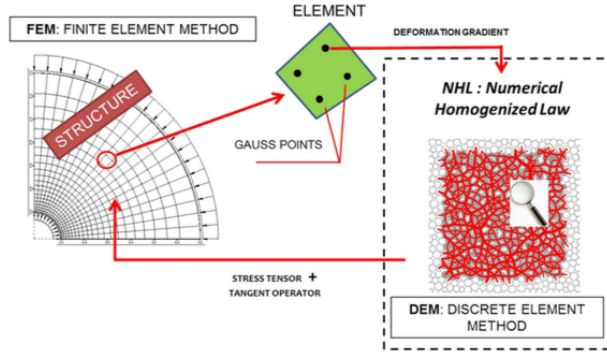 ELEMENT
FEM: FINITE ELEMENT METHOD
DEFORMATION GRADIENT
STRUCTURE
NHL : Numerical
Homogenized Law
GAUSS POINTS
STRESS TENSOR +
TANGENT OPERATOR
DEM: DISCRETE ELEMENT
METHOD